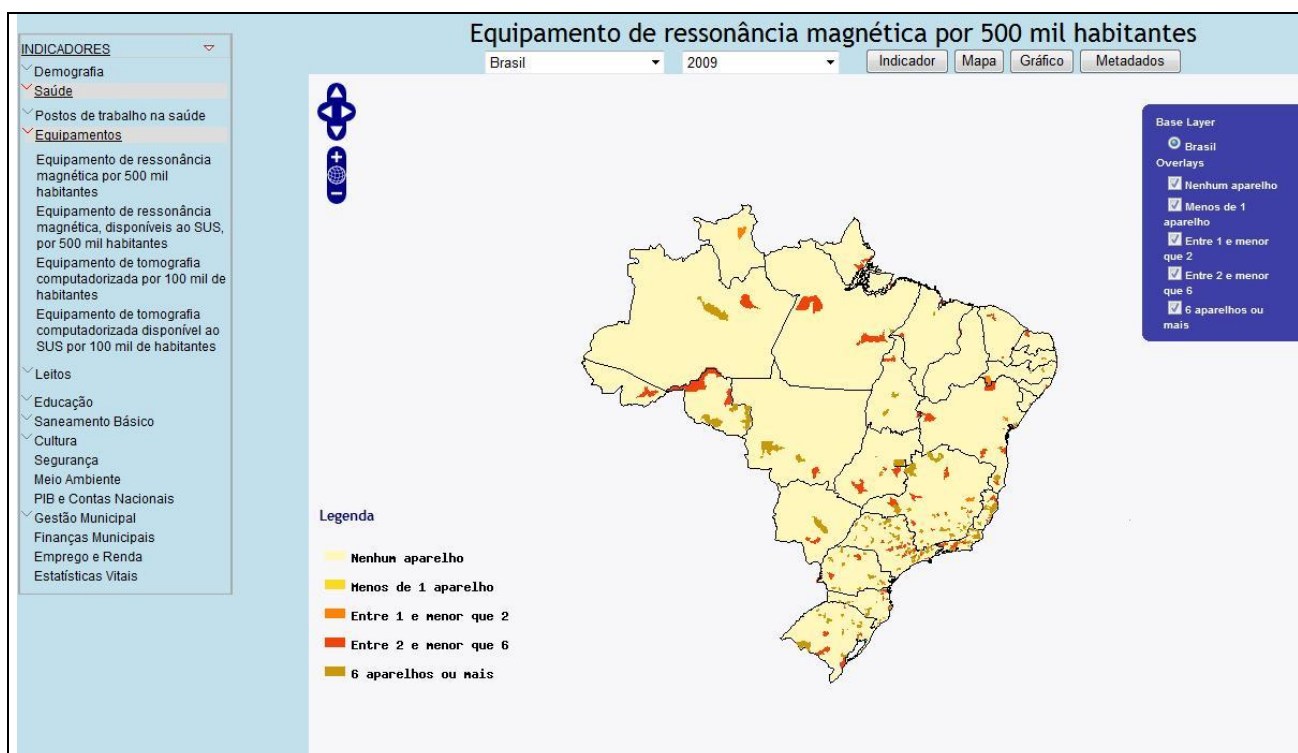 Equipamento de ressonância magnética por 500 mil habitantes
Brasil
2009
Indicador
Mapa
Gráfico
Metadados
INDICADORES
Demografia
Saúde
Postos de trabalho na saúde
Equipamentos
Equipamento de ressonância
magnética por 500 mil
habitantes
Equipamento de ressonância
magnética, disponíveis ao SUS,
por 500 mil habitantes
Equipamento de tomografia
computadorizada por 100 mil de
habitantes
Equipamento de tomografia
computadorizada disponível ao
SUS por 100 mil de habitantes
Leitos
Educação
Saneamento Básico
Cultura
Segurança
Meio Ambiente
PIB e Contas Nacionais
Gestão Municipal
Finanças Municipais
Emprego e Renda
Estatísticas Vitais
Base Layer
Brasil
Overlays
Nenhum aparelho
Menos de 1
aparelho
Entre 1 e menor
que 2
Entre 2 e menor
que 6
6 aparelhos ou
mais
Legenda
Nenhum aparelho
Menos de 1 aparelho
Entre 1 e menor que 2
Entre 2 e menor que 6
6 aparelhos ou mais